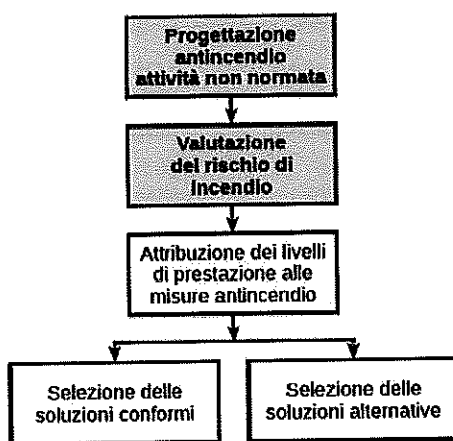 Progettazione
antincendio
attività non normata
Valutazione
del rischio di
incendio
Attribuzione dei livelli
di prestazione alle
misure antincendio
Selezione delle
soluzioni conformi
Selezione delle
soluzioni alternative